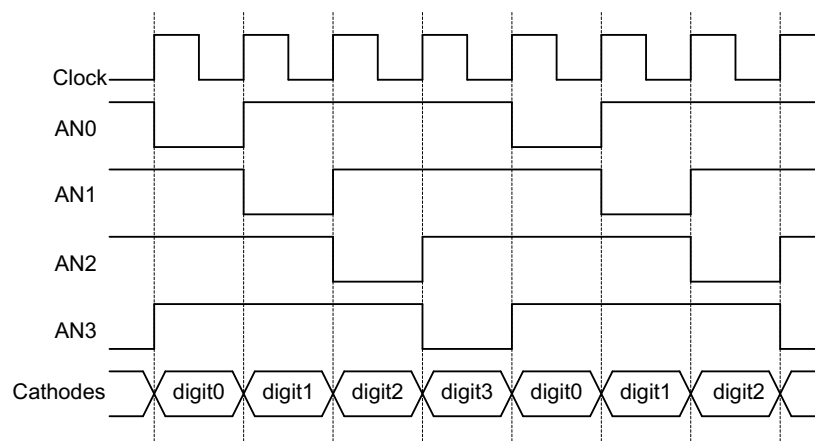 Clock
AN0
AN1
AN2
AN3
Cathodes digit0 digit1 digit2 digit3 digit0 digit1 digit2